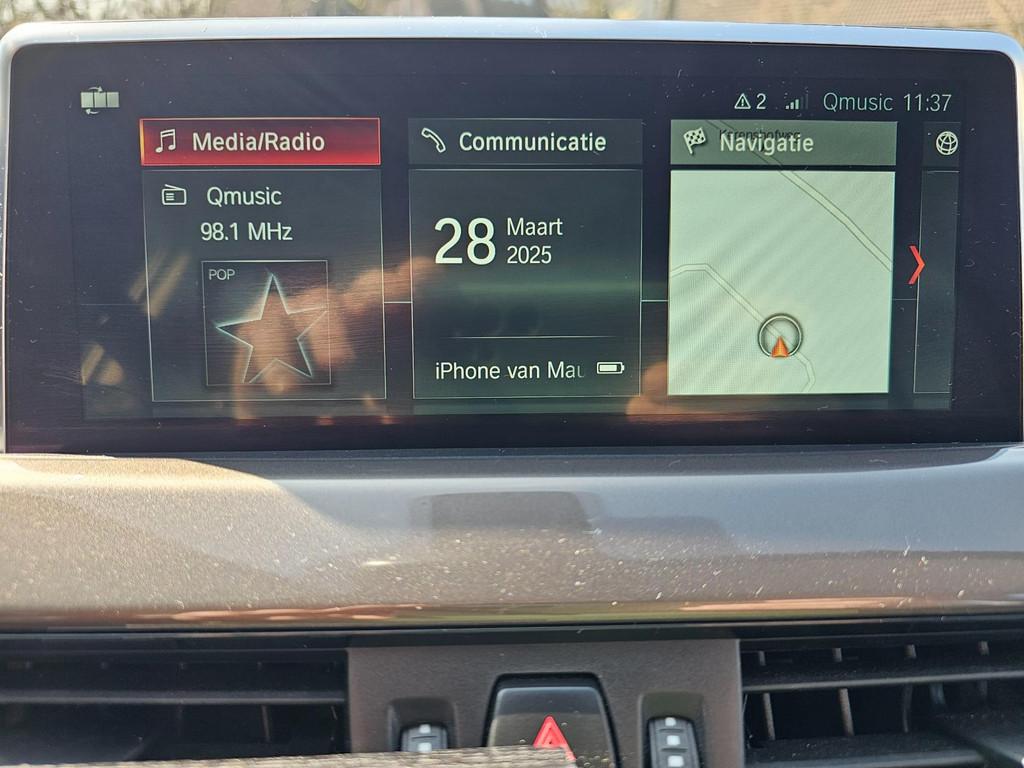 2 Qmusic 11:37
Media/Radio
Communicatie
Navigatie
Qmusic
98.1 MHz
POP
28 Maart
2025
iPhone van Mau